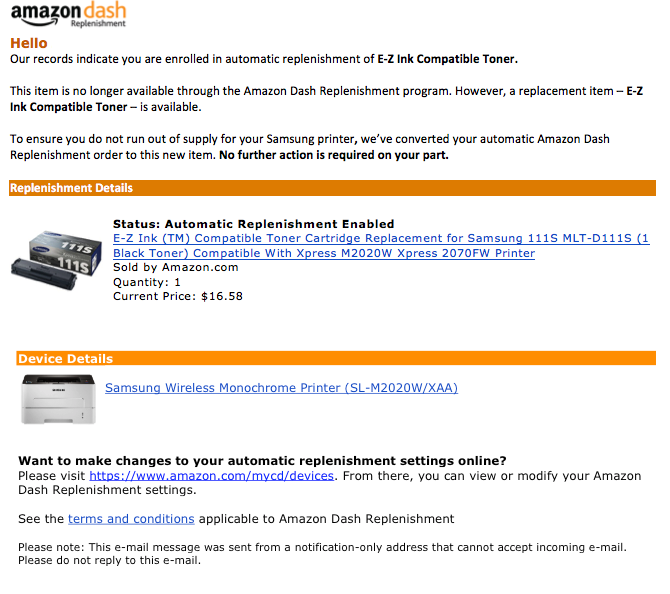 amazon dash
Replenishment
Hello
Our records indicate you are enrolled in automatic replenishment of E-Z Ink Compatible Toner.
This item is no longer available through the Amazon Dash Replenishment program. However, a replacement item – E-Z
Ink Compatible Toner – is available.
To ensure you do not run out of supply for your Samsung printer, we’ve converted your automatic Amazon Dash
Replenishment order to this new item. No further action is required on your part.
Replenishment Details
Status: Automatic Replenishment Enabled
E-Z Ink (TM) Compatible Toner Cartridge Replacement for Samsung 111S MLT-D111S (1
Black Toner) Compatible With Xpress M2020W Xpress 2070FW Printer
Sold by Amazon.com
Quantity: 1
Current Price: $16.58
111S
111S
Device Details
Samsung Wireless Monochrome Printer (SL-M2020W/XAA)
Want to make changes to your automatic replenishment settings online?
Please visit https://www.amazon.com/mycd/devices. From there, you can view or modify your Amazon
Dash Replenishment settings.
See the terms and conditions applicable to Amazon Dash Replenishment
Please note: This e-mail message was sent from a notification-only address that cannot accept incoming e-mail.
Please do not reply to this e-mail.